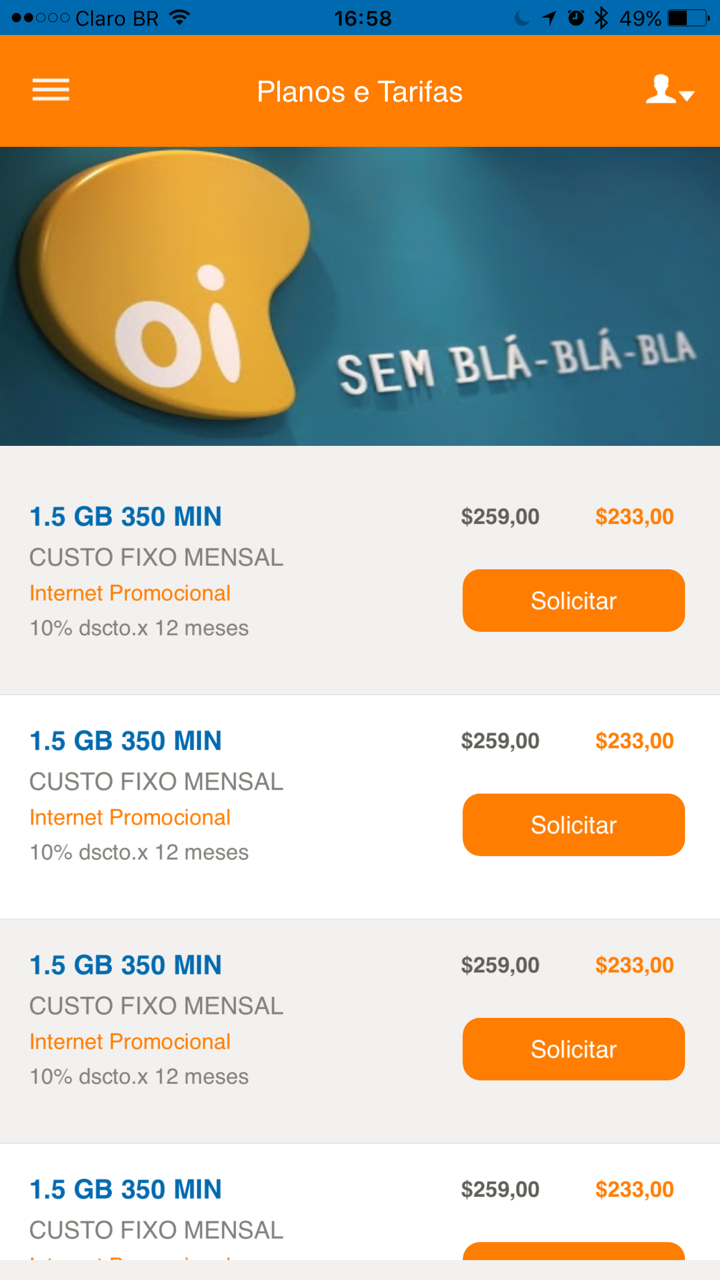 Claro BR 16:58 49%
Planos e Tarifas
oi
SEM BLÁ-BLÁ-BLA
1.5 GB 350 MIN $259,00 $233,00
CUSTO FIXO MENSAL
Internet Promocional
Solicitar
10% dscto.x 12 meses
1.5 GB 350 MIN $259,00 $233,00
CUSTO FIXO MENSAL
Internet Promocional
Solicitar
10% dscto.x 12 meses
1.5 GB 350 MIN $259,00 $233,00
CUSTO FIXO MENSAL
Internet Promocional
Solicitar
10% dscto.x 12 meses
1.5 GB 350 MIN $259,00 $233,00
CUSTO FIXO MENSAL